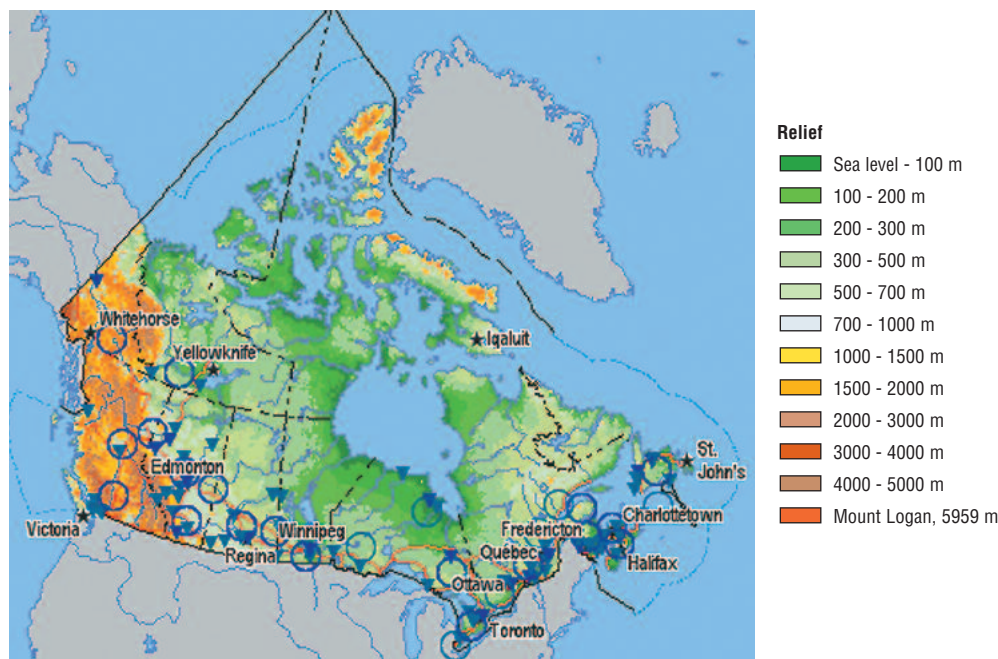 Whitehorse
Yellowknife
Iqaluit
Edmonton
St.
John's
Victoria
Winnipeg
Fredericton
Charlottetown
Regina
Québec
Halifax
Ottawa
Toronto
Relief
Sea level - 100 m
100 - 200 m
200 - 300 m
300 - 500 m
500 - 700 m
700 - 1000 m
1000 - 1500 m
1500 - 2000 m
2000 - 3000 m
3000 - 4000 m
4000 - 5000 m
Mount Logan, 5959 m